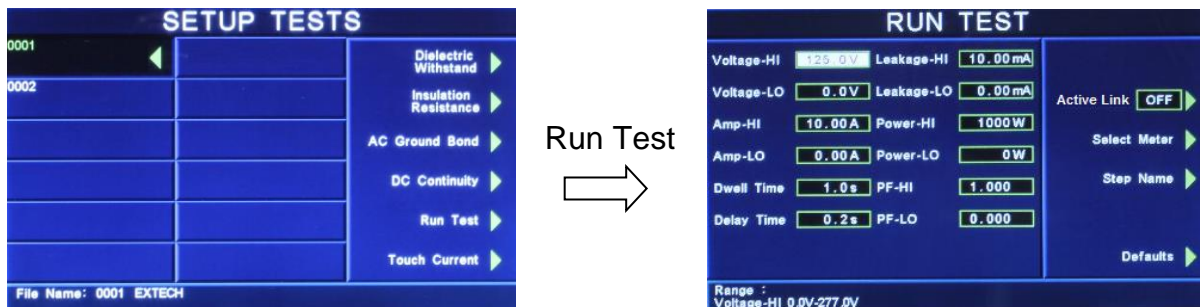 SETUP TESTS
0001
0002
Dielectric
Withstand
Insulation
Resistance
AC Ground Bond
DC Continuity
Run Test
Touch Current
File Name: 0001 EXTECH
Run Test
RUN TEST
Voltage-HI 125.0V Leakage-HI 10.00mA
Voltage-LO 0.0V Leakage-LO 0.00mA
Amp-HI 10.00A Power-HI 1000W
Amp-LO 0.00A Power-LO 0W
Dwell Time 1.0s PF-HI 1.000
Delay Time 0.2s PF-LO 0.000
Active Link OFF
Select Meter
Step Name
Defaults
Range :
Voltage-HI 0.0V-277.0V